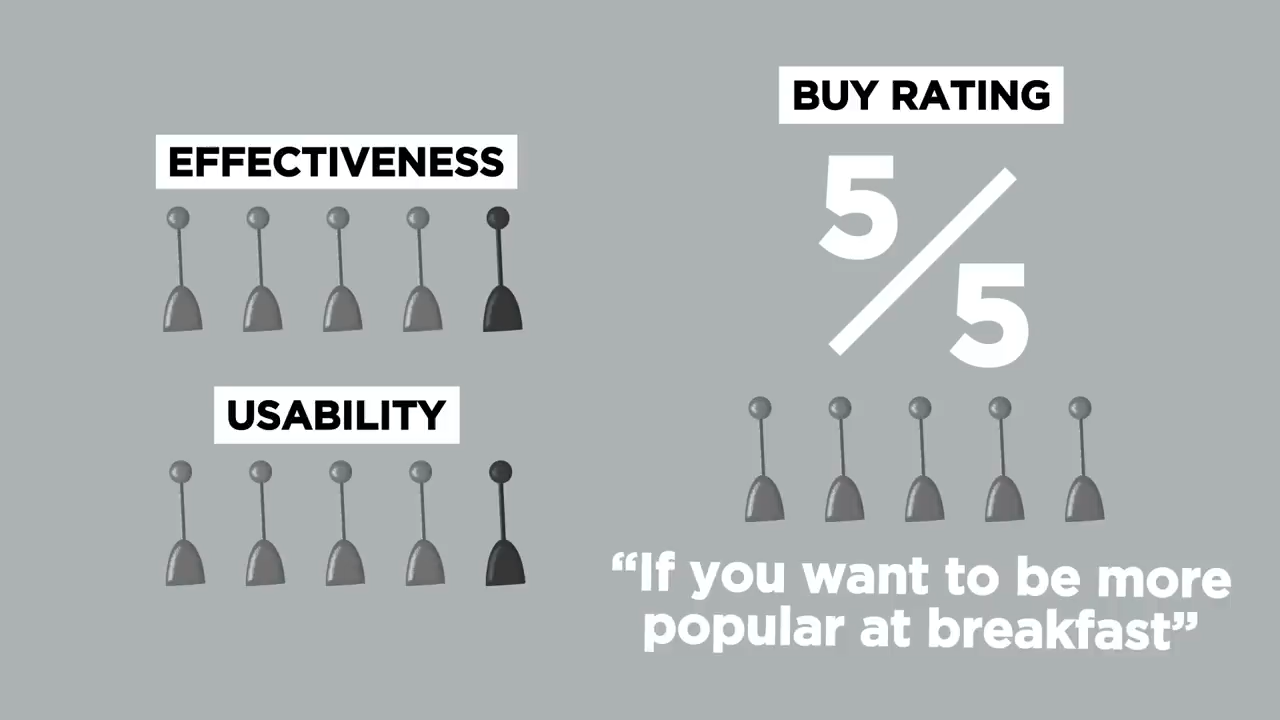 EFFECTIVENESS
USABILITY
BUY RATING
5/5
“If you want to be more
popular at breakfast”